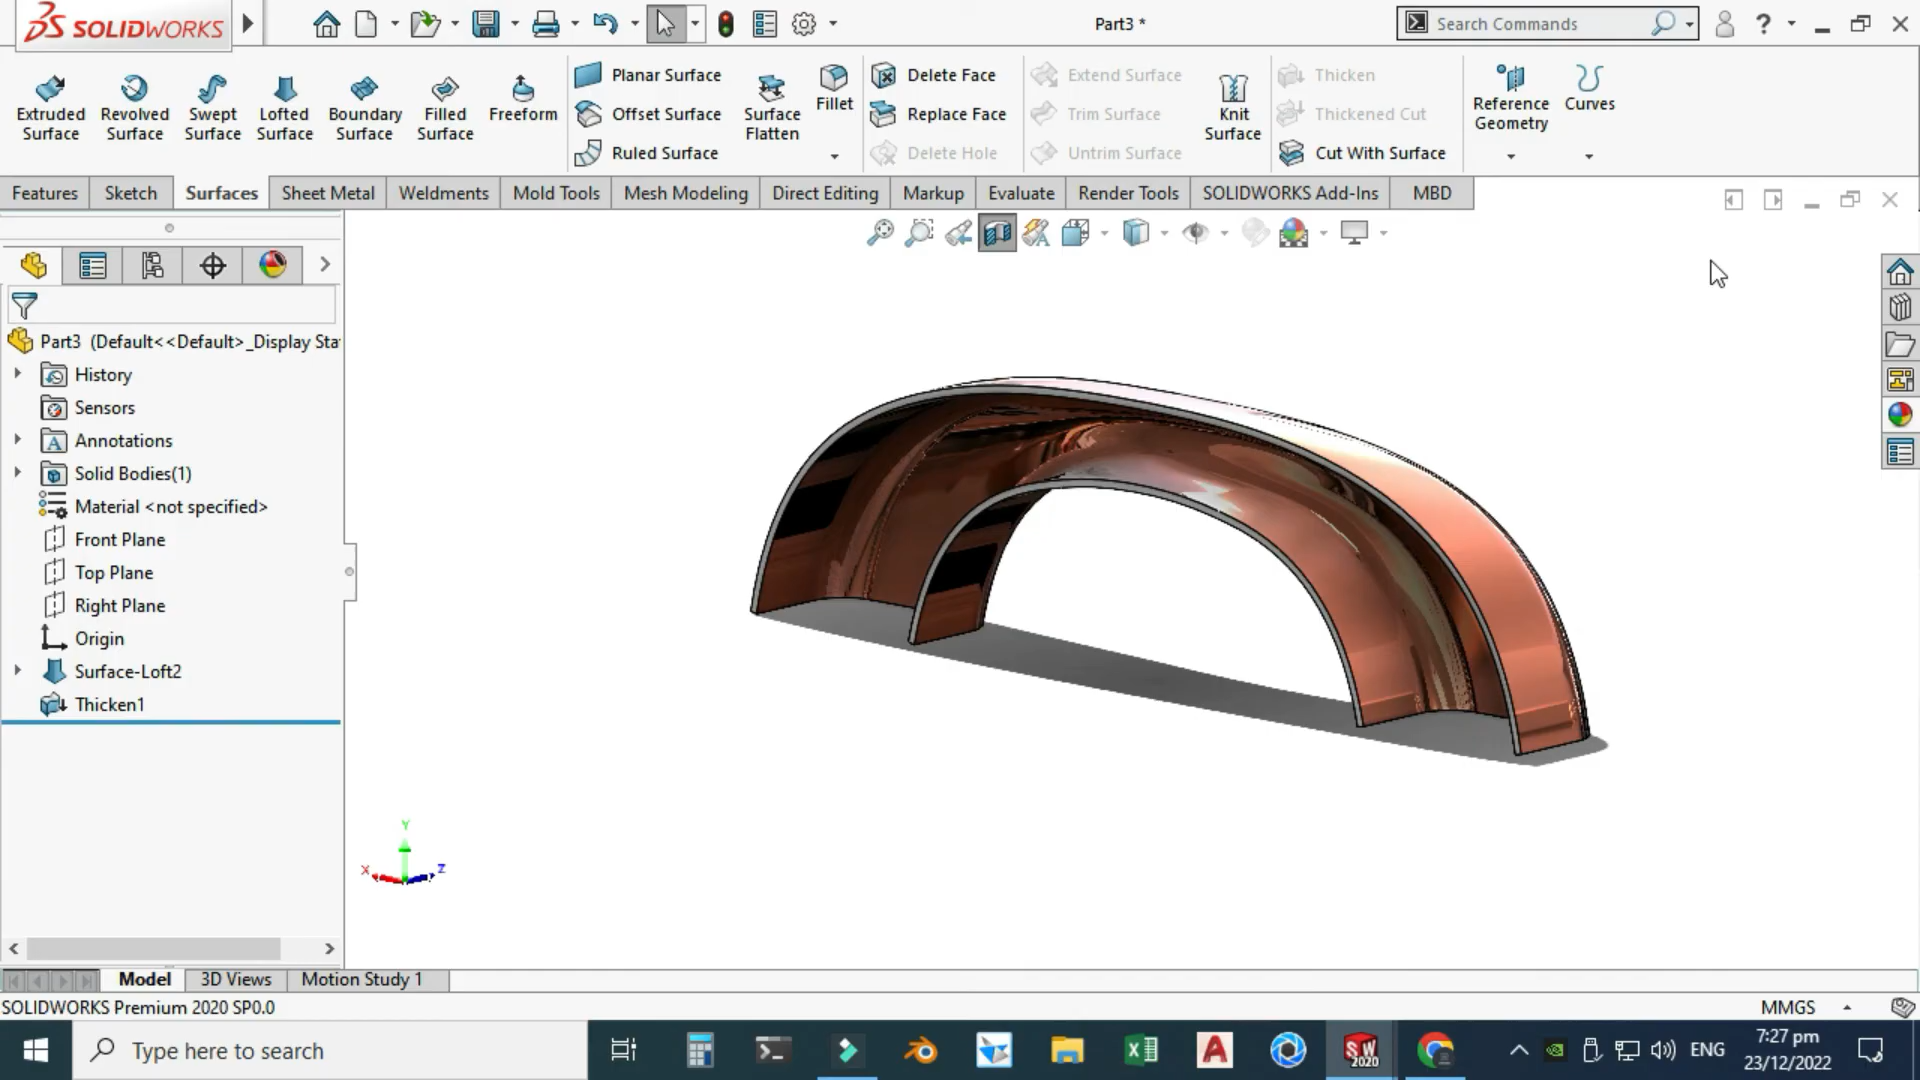 SOLIDWORKS
Part3 *
Search Commands
Extruded Surface
Revolved Surface
Swept Surface
Lofted Surface
Boundary Surface
Filled Surface
Freeform
Planar Surface
Offset Surface
Ruled Surface
Surface Flatten
Fillet
Delete Face
Replace Face
Delete Hole
Extend Surface
Trim Surface
Untrim Surface
Knit Surface
Thicken
Thickened Cut
Cut With Surface
Reference Geometry
Curves
Features
Sketch
Surfaces
Sheet Metal
Weldments
Mold Tools
Mesh Modeling
Direct Editing
Markup
Evaluate
Render Tools
SOLIDWORKS Add-Ins
MBD
Part3 (Default<<Default>_Display Sta
History
Sensors
Annotations
Solid Bodies(1)
Material <not specified>
Front Plane
Top Plane
Right Plane
Origin
Surface-Loft2
Thicken1
Y
X
Z
Model
3D Views
Motion Study 1
SOLIDWORKS Premium 2020 SP0.0
MMGS
Type here to search
SW
2020
ENG
7:27 pm
23/12/2022